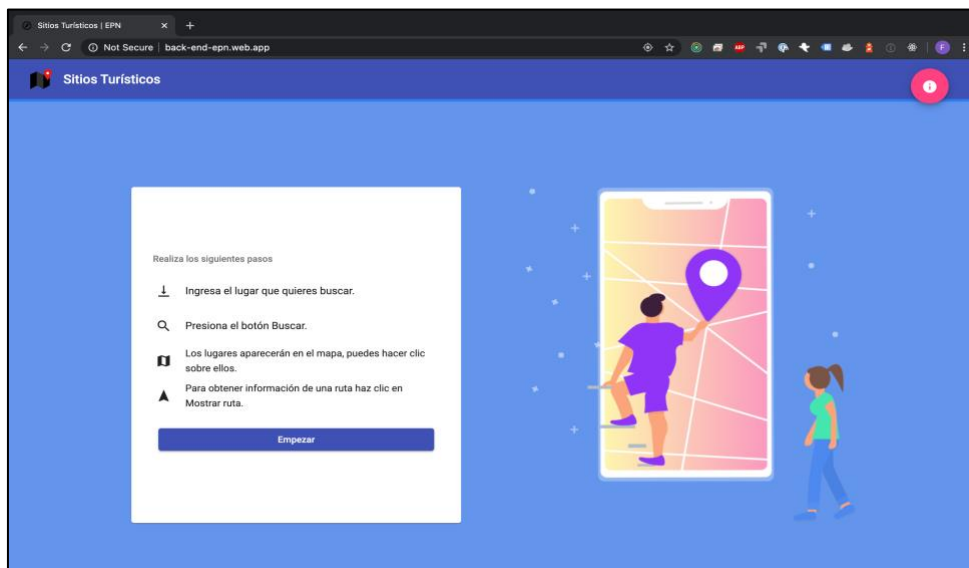 Sitios Turísticos | EPN
Not Secure | back-end-epn.web.app
Sitios Turísticos
Realiza los siguientes pasos
Ingresa el lugar que quieres buscar.
Presiona el botón Buscar.
Los lugares aparecerán en el mapa, puedes hacer clic
sobre ellos.
Para obtener información de una ruta haz clic en
Mostrar ruta.
Empezar